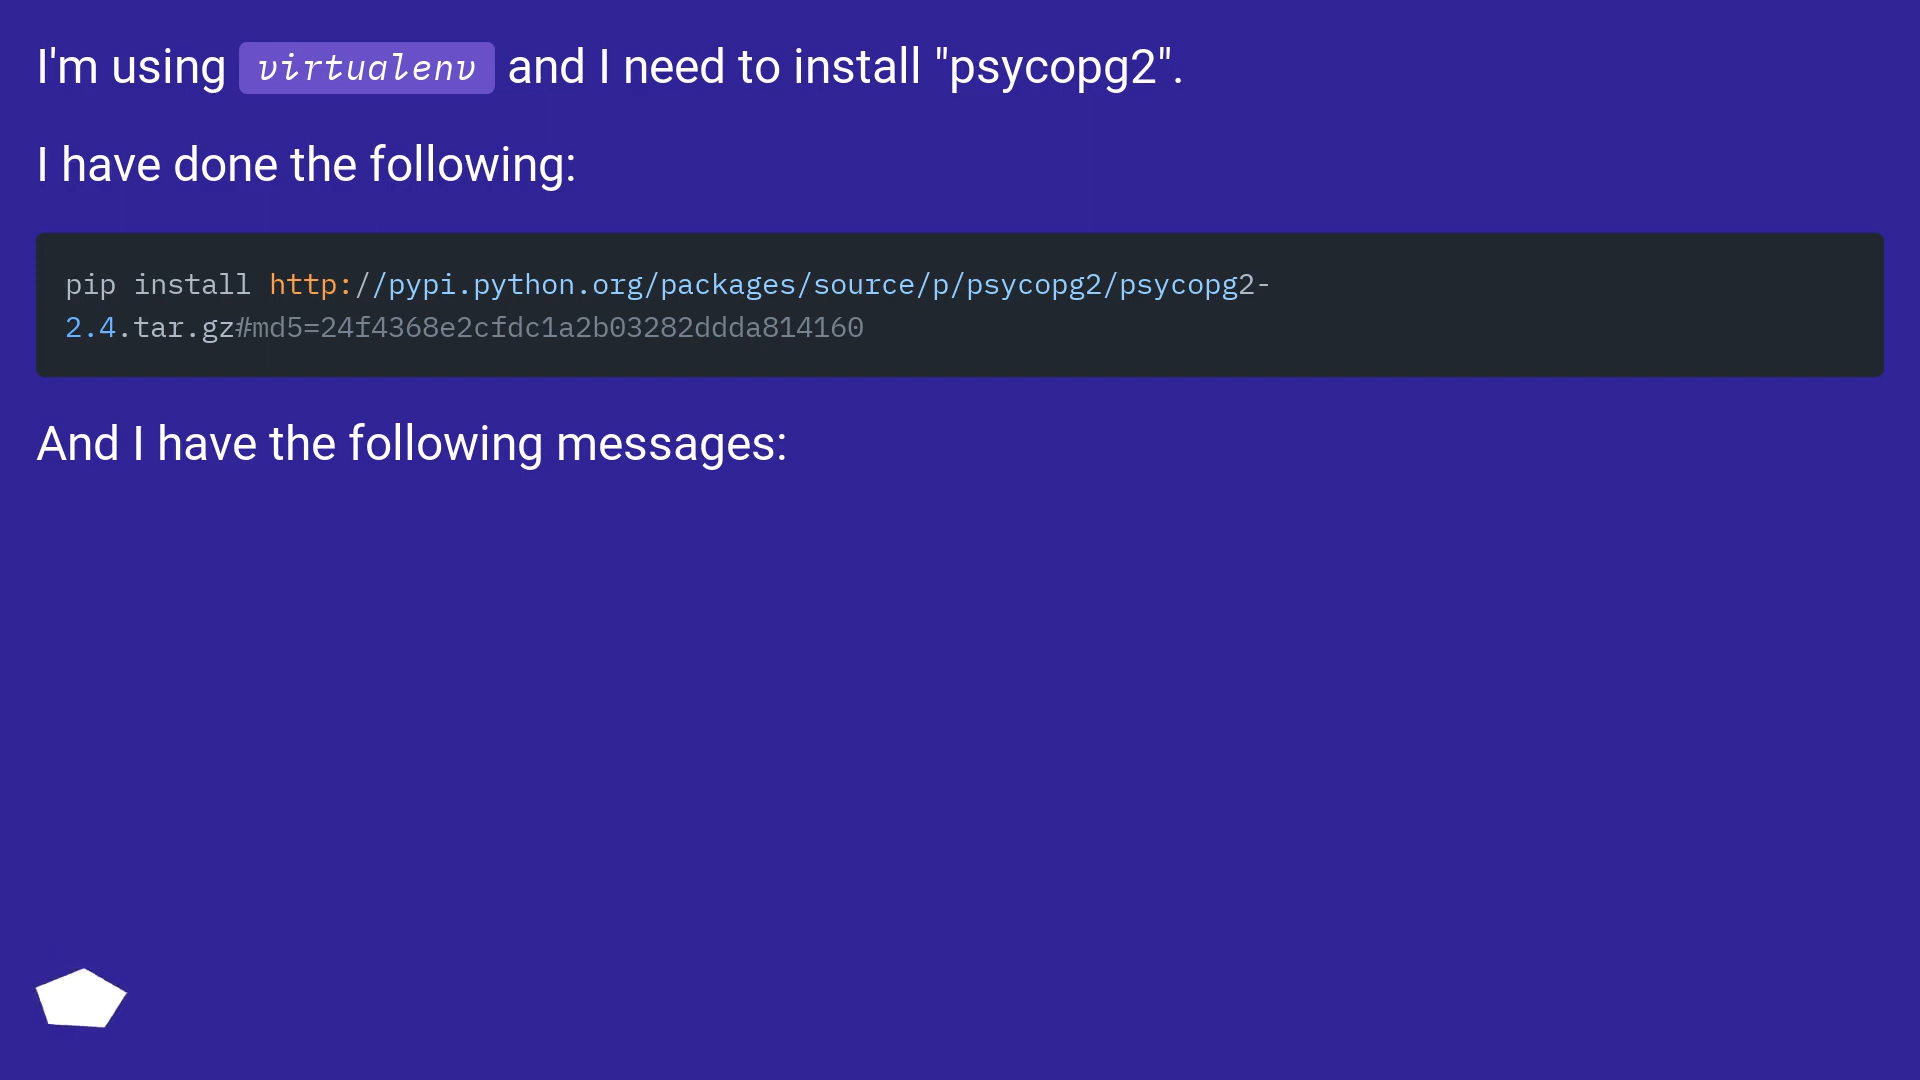 I'm using virtualenv and I need to install "psycopg2".
I have done the following:
pip install http://pypi.python.org/packages/source/p/psycopg2/psycopg2-
2.4.tar.gz#md5=24f4368e2cfdc1a2b03282ddda814160
And I have the following messages: